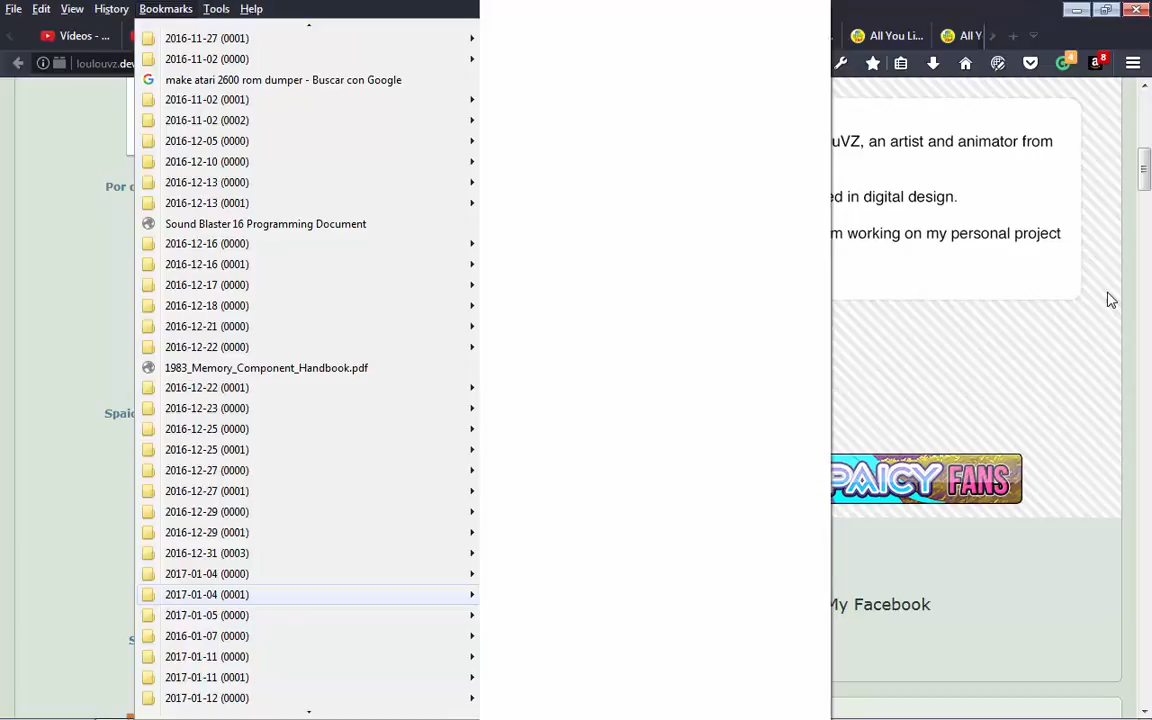 File Edit View History Bookmarks Tools Help
Vídeos - ...
All You Li...
All Y
loulouvz.dev
4
8
2016-11-27 (0001)
2016-11-02 (0000)
make atari 2600 rom dumper - Buscar con Google
2016-11-02 (0001)
2016-11-02 (0002)
2016-12-05 (0000)
2016-12-10 (0000)
2016-12-13 (0000)
2016-12-13 (0001)
Sound Blaster 16 Programming Document
2016-12-16 (0000)
2016-12-16 (0001)
2016-12-17 (0000)
2016-12-18 (0000)
2016-12-21 (0000)
2016-12-22 (0000)
1983_Memory_Component_Handbook.pdf
2016-12-22 (0001)
2016-12-23 (0000)
2016-12-25 (0000)
2016-12-25 (0001)
2016-12-27 (0000)
2016-12-27 (0001)
2016-12-29 (0000)
2016-12-29 (0001)
2016-12-31 (0003)
2017-01-04 (0000)
2017-01-04 (0001)
2017-01-05 (0000)
2016-01-07 (0000)
2017-01-11 (0000)
2017-01-11 (0001)
2017-01-12 (0000)
Por
Spaic
uVZ, an artist and animator from
ed in digital design.
m working on my personal project
PAICY FANS
My Facebook